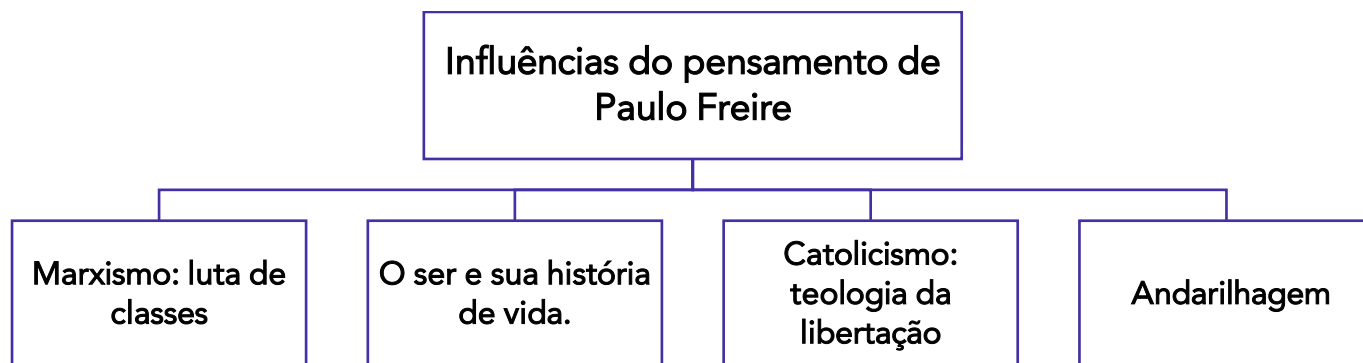 Influências do pensamento de
Paulo Freire
Marxismo: luta de
classes
O ser e sua história
de vida.
Catolicismo:
teologia da
libertação
Andarilhagem